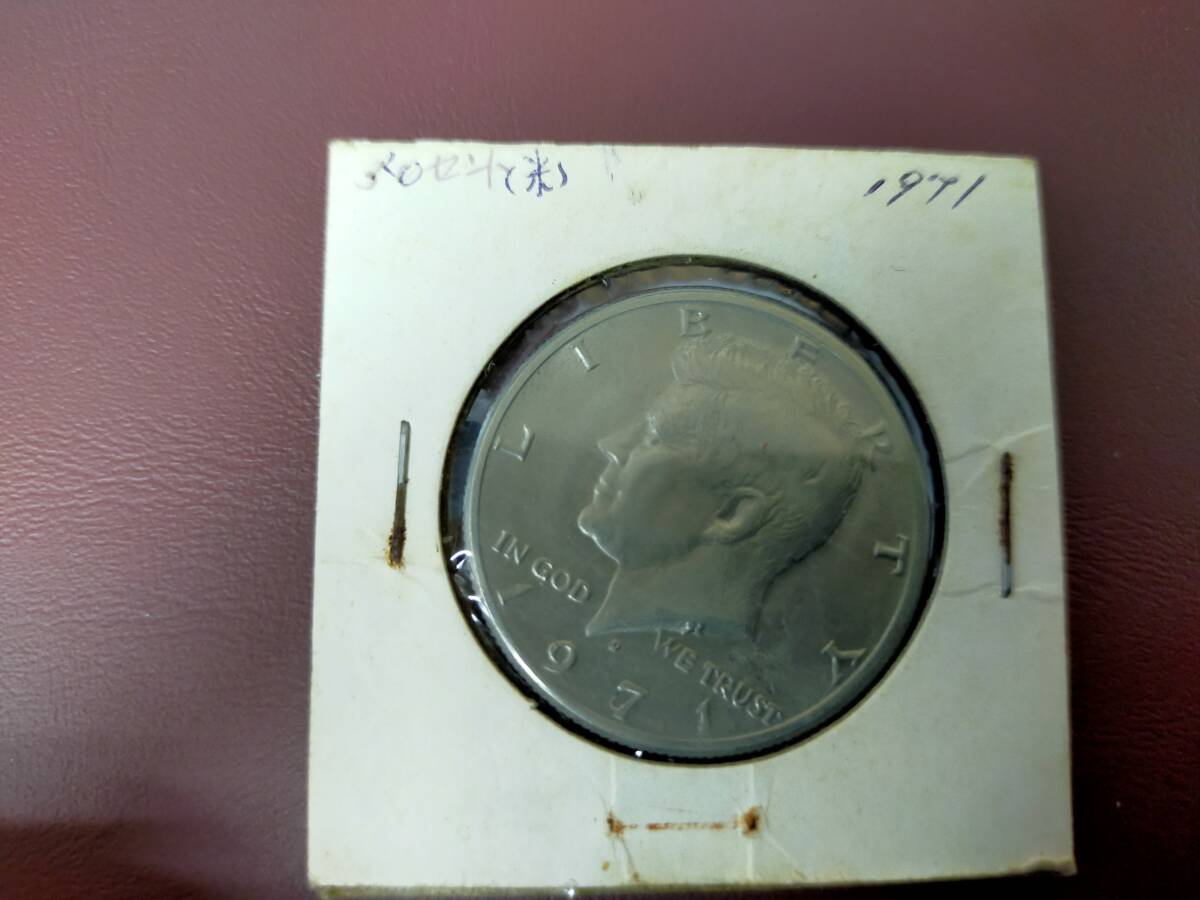 50セント(米) 1971
LIBERTY
IN GOD WE TRUST
1971